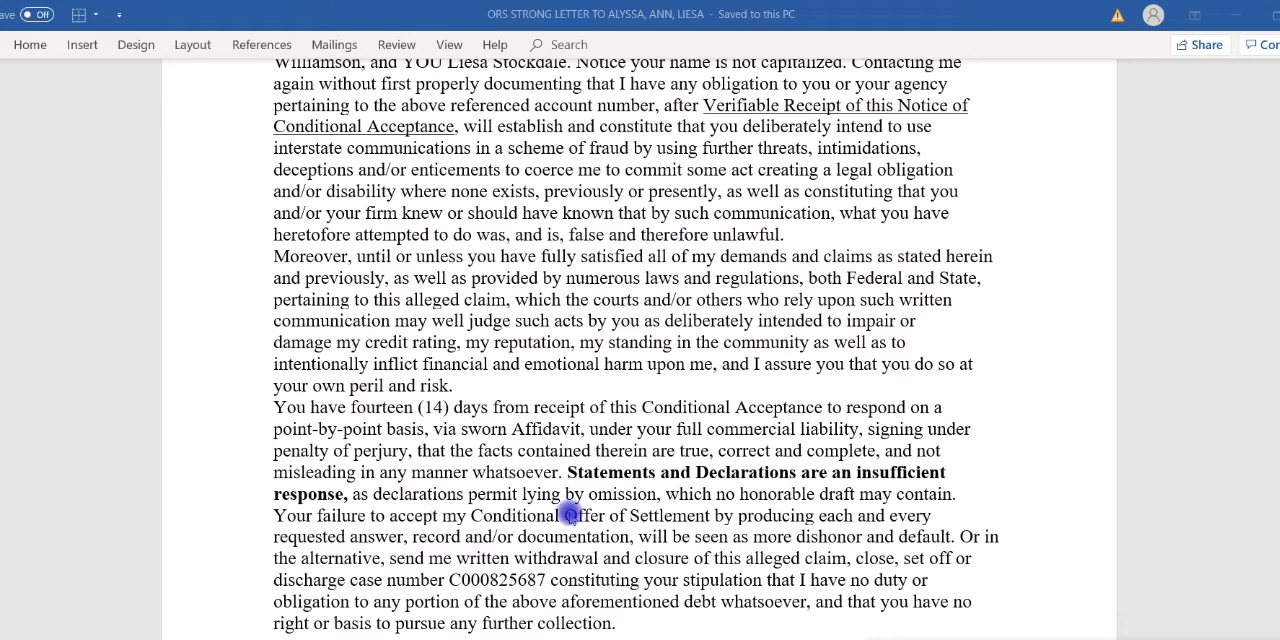 Off
ORS STRONG LETTER TO ALYSSA, ANN, LIESA - Saved to this PC
Home Insert Design Layout References Mailings Review View Help Search Share
Williamson, and YOU Liesa Stockdale. Notice your name is not capitalized. Contacting me
again without first properly documenting that I have any obligation to you or your agency
pertaining to the above referenced account number, after Verifiable Receipt of this Notice of
Conditional Acceptance, will establish and constitute that you deliberately intend to use
interstate communications in a scheme of fraud by using further threats, intimidations,
deceptions and/or enticements to coerce me to commit some act creating a legal obligation
and/or disability where none exists, previously or presently, as well as constituting that you
and/or your firm knew or should have known that by such communication, what you have
heretofore attempted to do was, and is, false and therefore unlawful.
Moreover, until or unless you have fully satisfied all of my demands and claims as stated herein
and previously, as well as provided by numerous laws and regulations, both Federal and State,
pertaining to this alleged claim, which the courts and/or others who rely upon such written
communication may well judge such acts by you as deliberately intended to impair or
damage my credit rating, my reputation, my standing in the community as well as to
intentionally inflict financial and emotional harm upon me, and I assure you that you do so at
your own peril and risk.
You have fourteen (14) days from receipt of this Conditional Acceptance to respond on a
point-by-point basis, via sworn Affidavit, under your full commercial liability, signing under
penalty of perjury, that the facts contained therein are true, correct and complete, and not
misleading in any manner whatsoever. Statements and Declarations are an insufficient
response, as declarations permit lying by omission, which no honorable draft may contain.
Your failure to accept my Conditional Offer of Settlement by producing each and every
requested answer, record and/or documentation, will be seen as more dishonor and default. Or in
the alternative, send me written withdrawal and closure of this alleged claim, close, set off or
discharge case number C000825687 constituting your stipulation that I have no duty or
obligation to any portion of the above aforementioned debt whatsoever, and that you have no
right or basis to pursue any further collection.